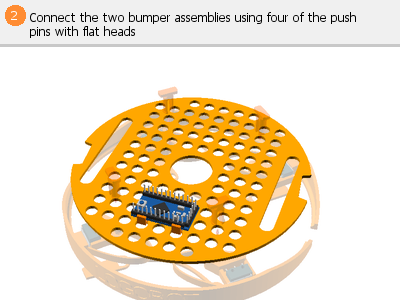 2 Connect the two bumper assemblies using four of the push
pins with flat heads